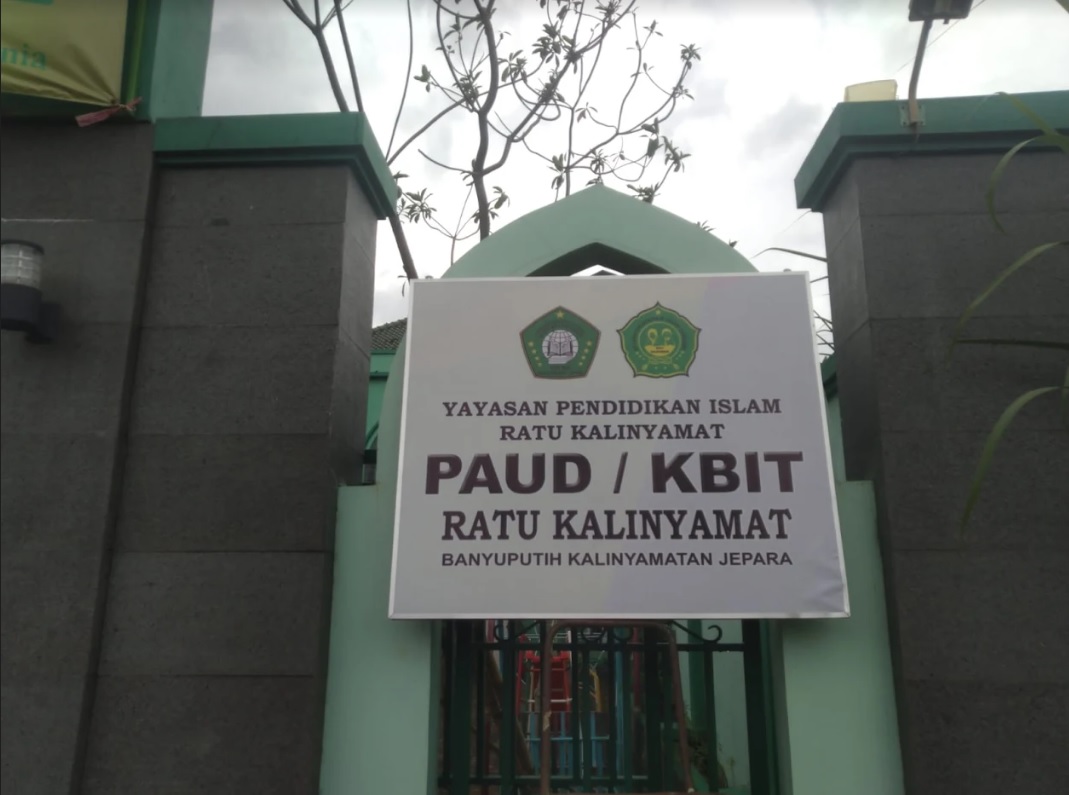 YAYASAN PENDIDIKAN ISLAM
RATU KALINYAMAT
PAUD / KBIT
RATU KALINYAMAT
BANYUPUTIH KALINYAMATAN JEPARA